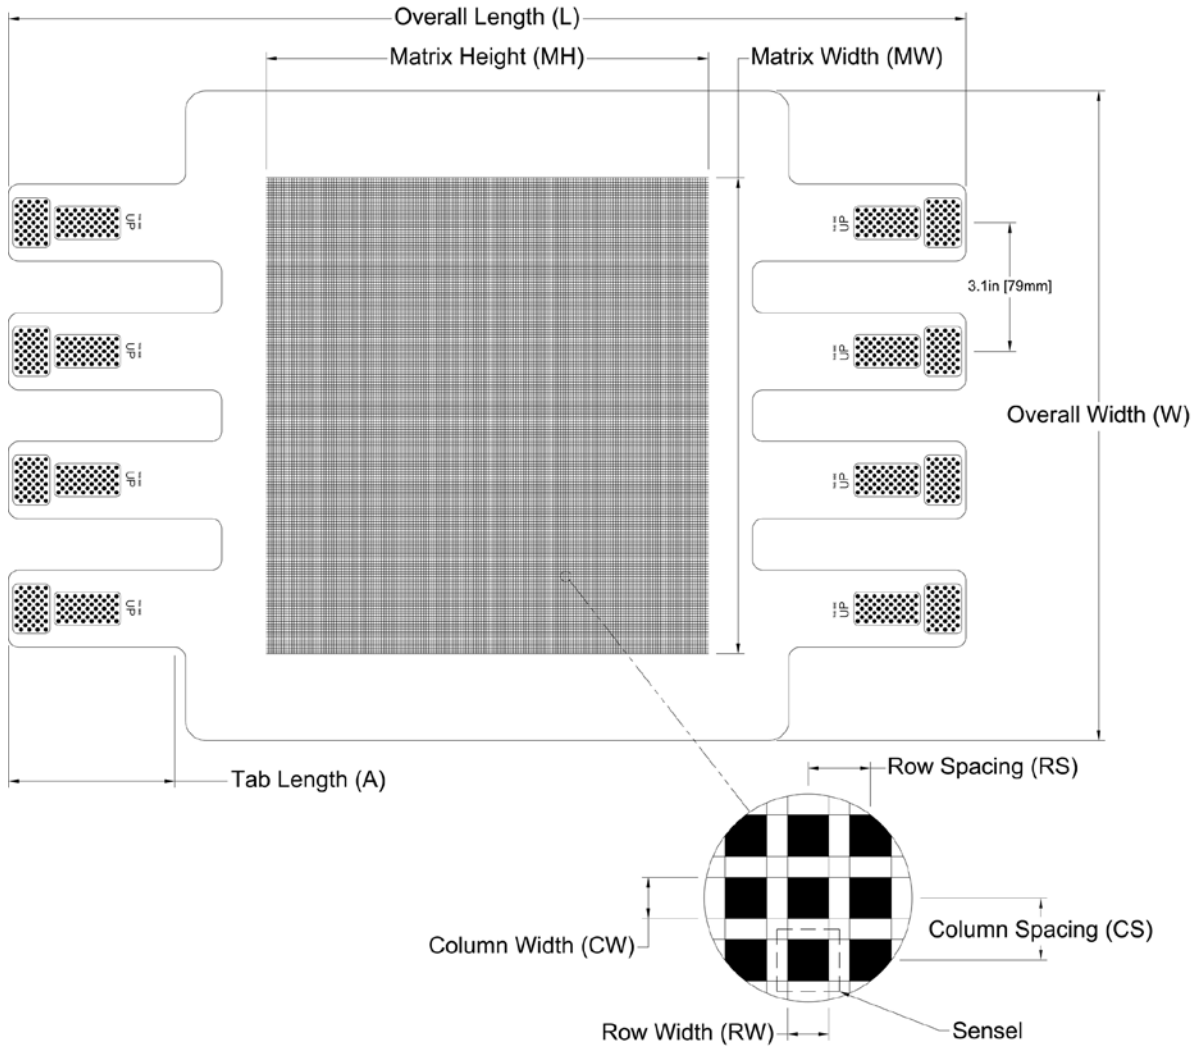 Overall Length (L)
Matrix Height (MH)
Matrix Width (MW)
UP
UP
3.1in [79mm]
UP
UP
Overall Width (W)
UP
UP
UP
UP
Tab Length (A)
Row Spacing (RS)
Column Width (CW)
Column Spacing (CS)
Row Width (RW)
Sensel